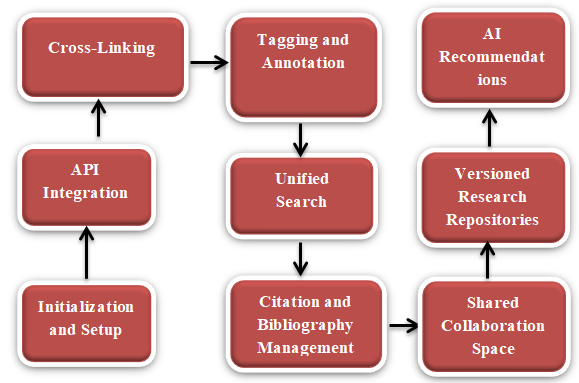 Initialization
and Setup
API
Integration
Cross-Linking
Tagging and
Annotation
Unified
Search
Citation and
Bibliography
Management
Shared
Collaboration
Space
Versioned
Research
Repositories
AI
Recommendat
ions